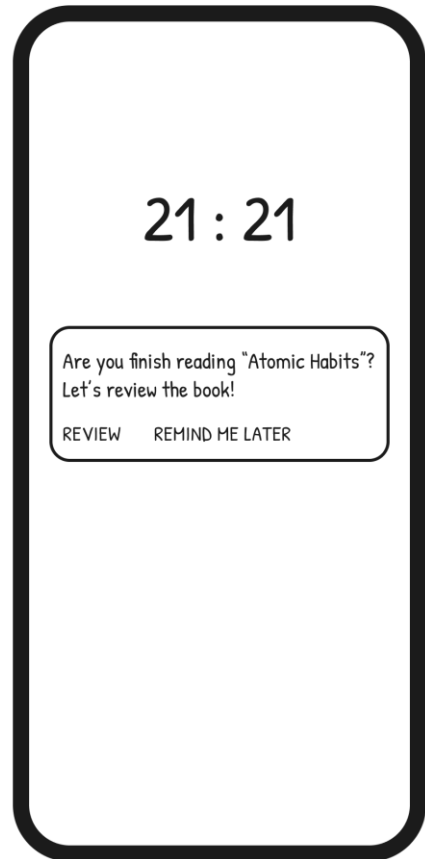 21 : 21
Are you finish reading “Atomic Habits”?
Let's review the book!
REVIEW REMIND ME LATER